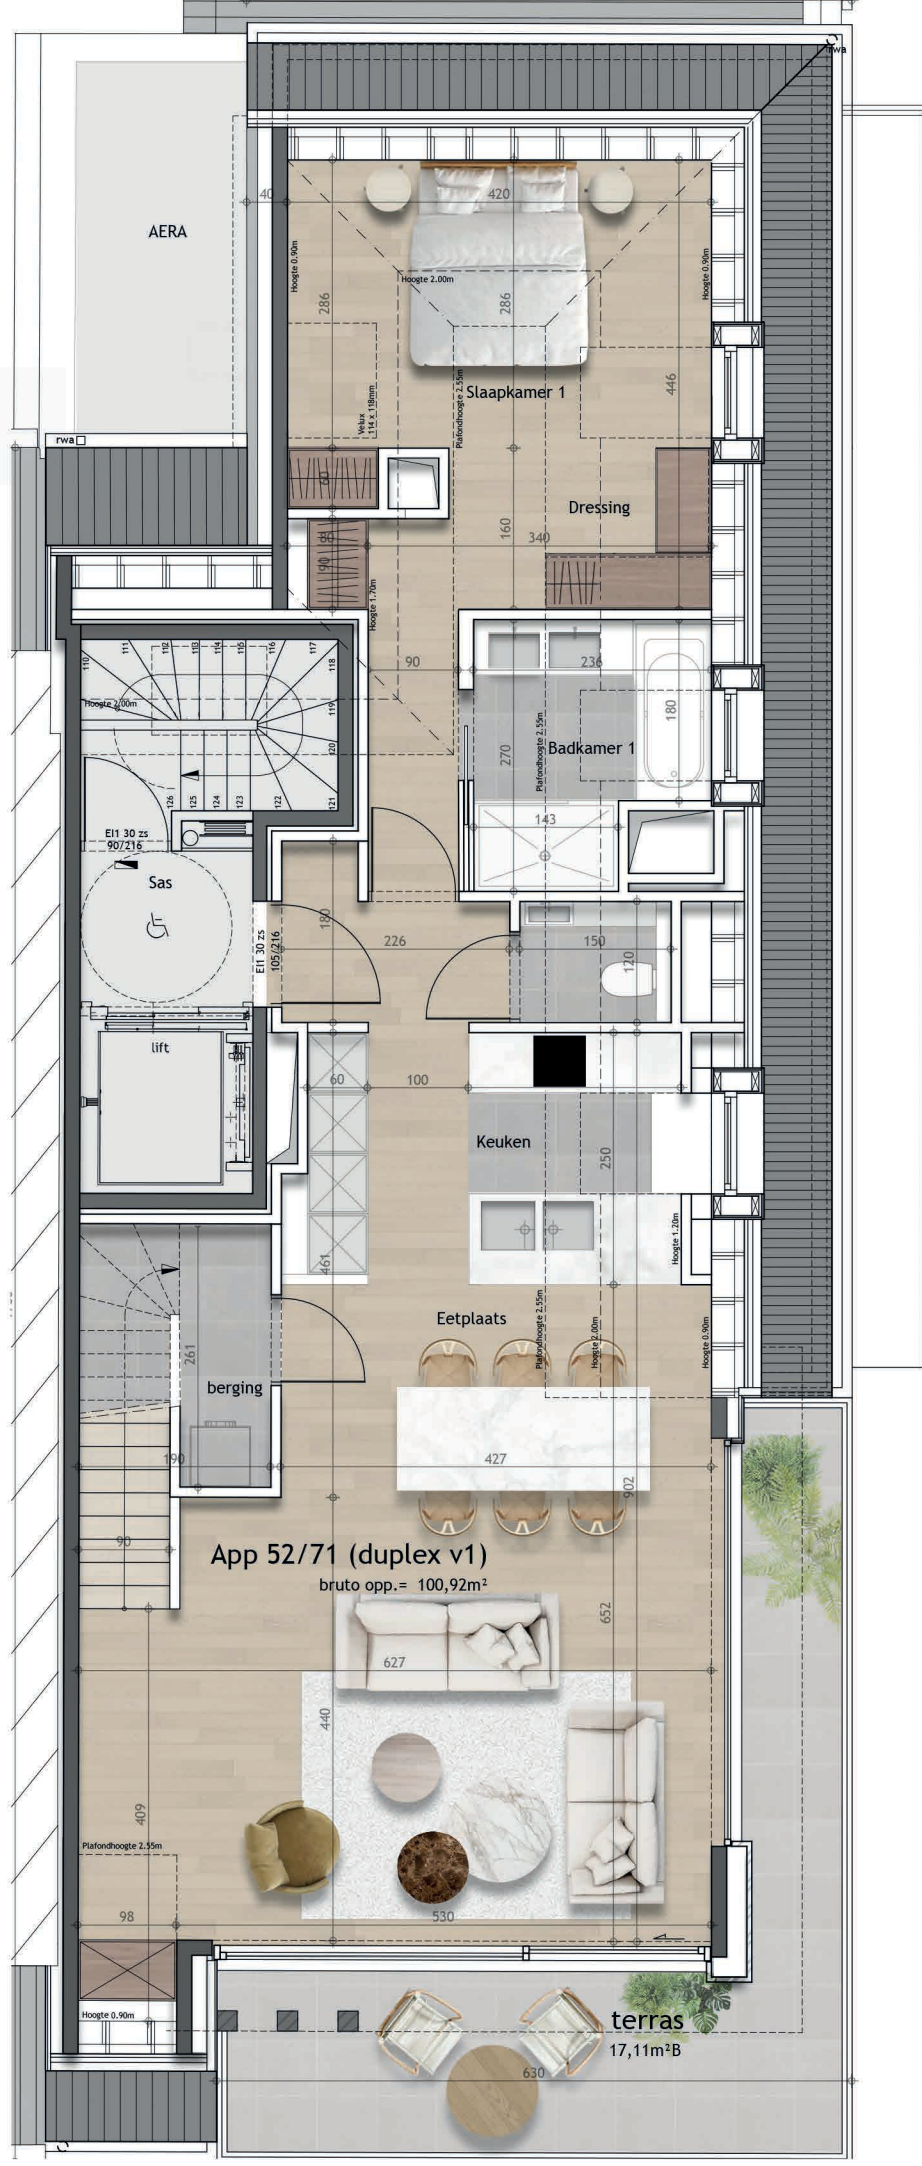 rwa
AERA
40
420
Hoogte 0.90m
Hoogte 2.00m
Hoogte 0.90m
286
286
446
Velux
114 x 118mm
Plafondhoogte 2.55m
Slaapkamer 1
rwa
60
Dressing
80
90
160
340
Hoogte 1.70m
110
111
112
113
114
115
116
117
118
119
120
121
122
123
124
125
126
Hoogte 2.00m
90
236
180
270
Plafondhoogte 2.55m
Badkamer 1
143
EI1 30 zs
90/216
Sas
EI1 30 zs
105/216
180
226
150
120
lift
60
100
Keuken
250
461
Hoogte 1.20m
Eetplaats
Plafondhoogte 2.55m
Hoogte 2.00m
Hoogte 0.90m
261
berging
190
427
902
90
App 52/71 (duplex v1)
bruto opp.= 100,92m²
652
627
440
409
Plafondhoogte 2.55m
98
530
Hoogte 0.90m
terras
17,11m²B
630